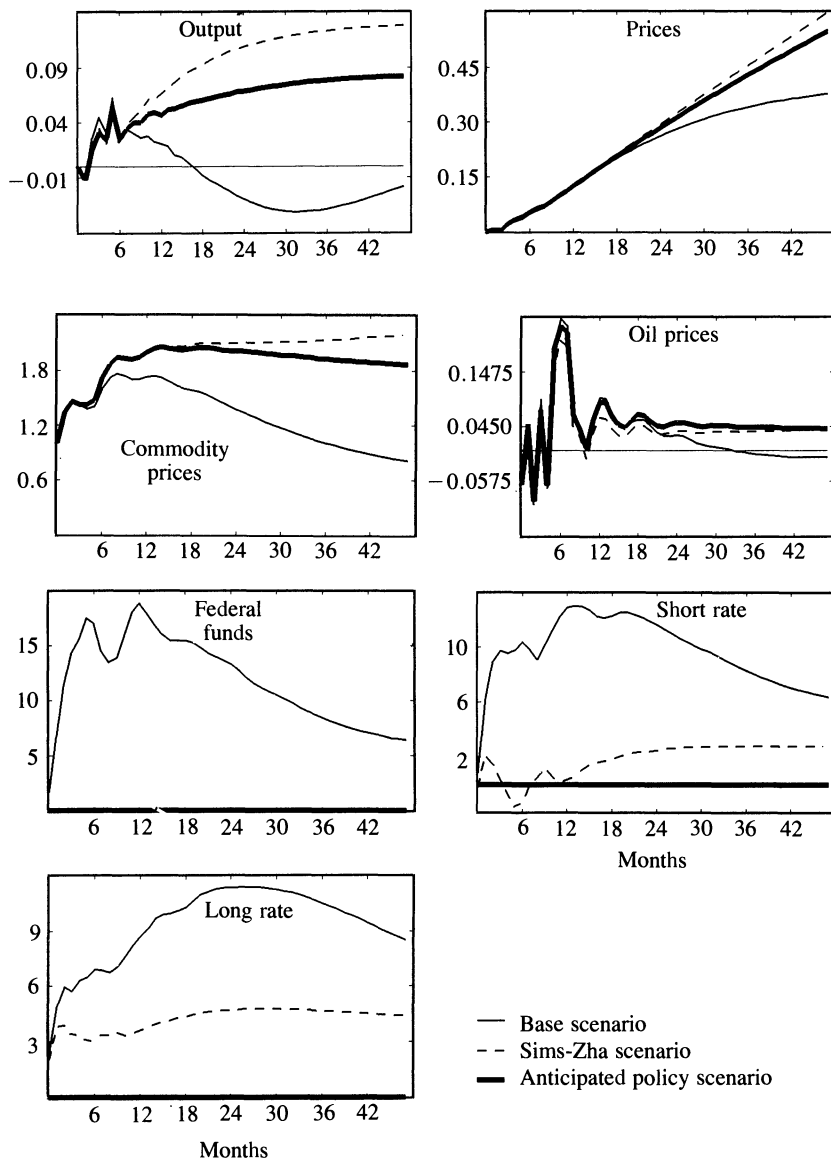 Output
0.09
0.04
−0.01
6 12 18 24 30 36 42
Prices
0.45
0.30
0.15
6 12 18 24 30 36 42
Commodity
prices
1.8
1.2
0.6
6 12 18 24 30 36 42
Oil prices
0.1475
0.0450
−0.0575
6 12 18 24 30 36 42
Federal
funds
15
10
5
6 12 18 24 30 36 42
Short rate
10
6
2
6 12 18 24 30 36 42
Months
Long rate
9
6
3
6 12 18 24 30 36 42
Months
Base scenario
Sims-Zha scenario
Anticipated policy scenario